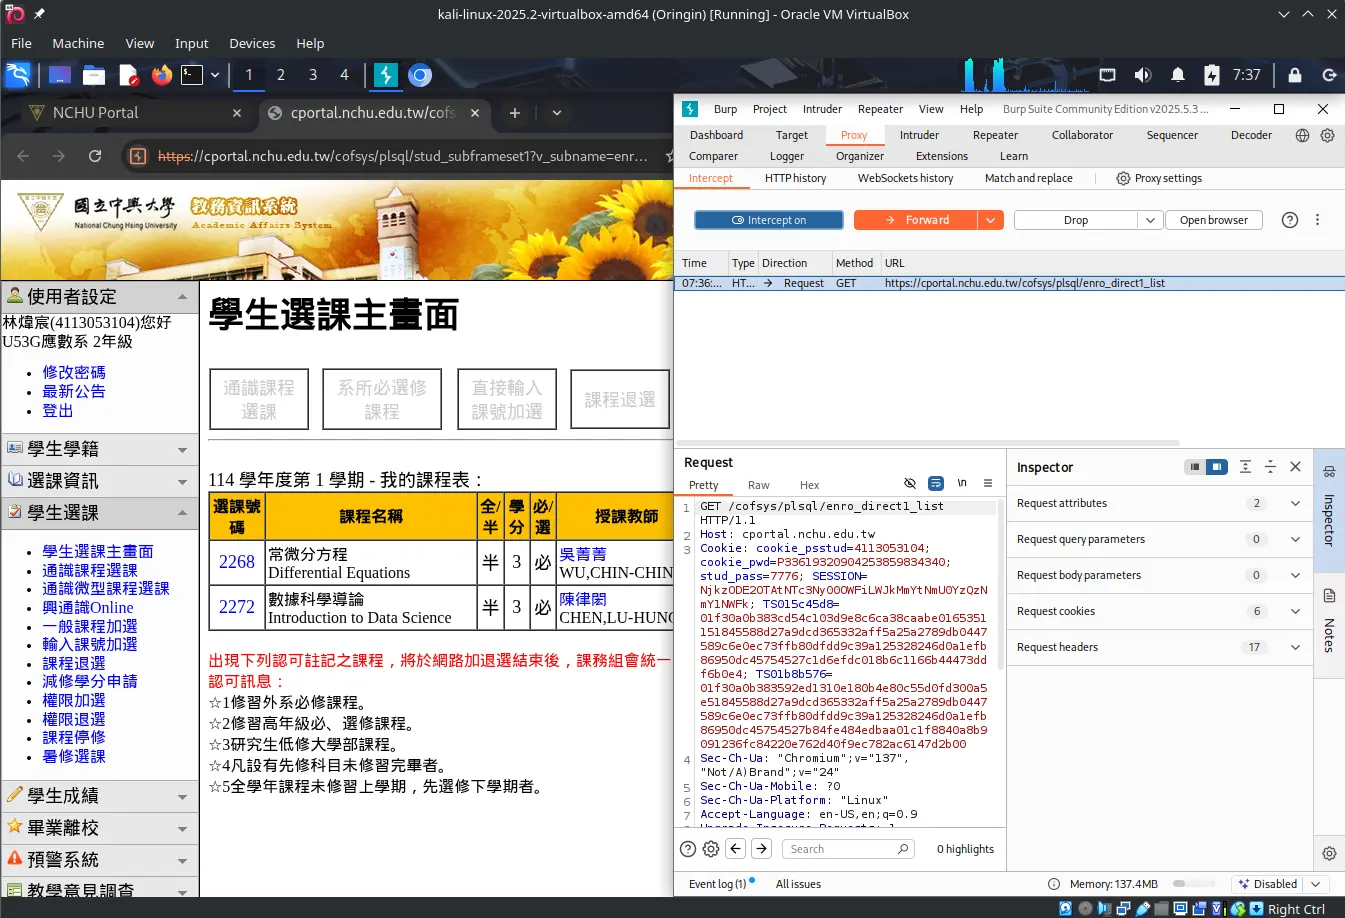 kali-linux-2025.2-virtualbox-amd64 (Oringin) [Running] - Oracle VM VirtualBox
File Machine View Input Devices Help
1 2 3 4
7:37
NCHU Portal
cportal.nchu.edu.tw/cofs
https://cportal.nchu.edu.tw/cofsys/plsql/stud_subframeset1?v_subname=enr...
國立中興大學
National Chung Hsing University
教務資訊系統
Academic Affairs System
使用者設定
林煒宸(4113053104)您好
U53G應數系 2年級
修改密碼
最新公告
登出
學生學籍
選課資訊
學生選課
學生選課主畫面
通識課程選課
通識微型課程選課
興通識Online
一般課程加選
輸入課號加選
課程退選
減修學分申請
權限加選
權限退選
課程停修
暑修選課
學生成績
畢業離校
預警系統
教學意見調查
學生選課主畫面
通識課程
選課
系所必選修
課程
直接輸入
課號加選
課程退選
114 學年度第 1 學期 - 我的課程表：
選課號碼 課程名稱 全/半 學分 必/選 授課教師
2268 常微分方程 Differential Equations 半 3 必 吳菁菁 WU,CHIN-CHIN
2272 數據科學導論 Introduction to Data Science 半 3 必 陳律閎 CHEN,LU-HUNG
出現下列認可註記之課程，將於網路加退選結束後，課務組會統一
認可訊息：
☆1修習外系必修課程。
☆2修習高年級必、選修課程。
☆3研究生低修大學部課程。
☆4凡設有先修科目未修習完畢者。
☆5全學年課程未修習上學期，先選修下學期者。
Burp Project Intruder Repeater View Help Burp Suite Community Edition v2025.5.3 ...
Dashboard Target Proxy Intruder Repeater Collaborator Sequencer Decoder
Comparer Logger Organizer Extensions Learn
Intercept HTTP history WebSockets history Match and replace Proxy settings
Intercept on Forward Drop Open browser
Time Type Direction Method URL
07:36:... HT... Request GET https://cportal.nchu.edu.tw/cofsys/plsql/enro_direct1_list
Request
Pretty Raw Hex
\n
1 GET /cofsys/plsql/enro_direct1_list
HTTP/1.1
2 Host: cportal.nchu.edu.tw
3 Cookie: cookie_psstud=4113053104;
cookie_pwd=P33619320904253859834340;
stud_pass=7776; SESSION=
NjkzODE2OTAtNTc3Ny00OWFiLWJkMmYtNmU0YzQzN
mY1NWFk; TS015c45d8=
01f30a0b383cd54c103d9e8c6ca38caabe0165351
151845588d27a9dcd365332aff5a25a2789db0447
589c6e0ec73ffb80dfdd9c39a125328246d0a1efb
86950dc45754527c1d6efdc018b6c1166b44473dd
f6b0e4; TS01b8b576=
01f30a0b383592ed1310e180b4e80c55d0fd300a5
e51845588d27a9dcd365332aff5a25a2789db0447
589c6e0ec73ffb80dfdd9c39a125328246d0a1efb
86950dc45754527b94fe484edbaa01c1f8840a8b9
091236fc84220e762d40f9ec782ac6147d2b00
4 Sec-Ch-Ua: "Chromium";v="137",
"Not/A)Brand";v="24"
5 Sec-Ch-Ua-Mobile: ?0
6 Sec-Ch-Ua-Platform: "Linux"
7 Accept-Language: en-US,en;q=0.9
Upgrade-Insecure-Requests: 1
Search
0 highlights
Inspector
Request attributes 2
Request query parameters 0
Request body parameters 0
Request cookies 6
Request headers 17
Inspector
Notes
Event log (1) All issues
Memory: 137.4MB
Disabled
Right Ctrl